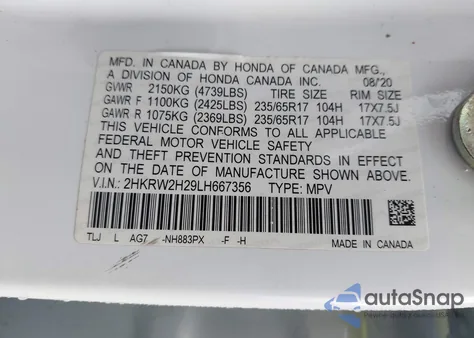 MFD. IN CANADA BY HONDA OF CANADA MFG.,
A DIVISION OF HONDA CANADA INC. 08/20
GVWR 2150KG (4739LBS) TIRE SIZE RIM SIZE
GAWR F 1100KG (2425LBS) 235/65R17 104H 17X7.5J
GAWR R 1075KG (2369LBS) 235/65R17 104H 17X7.5J
THIS VEHICLE CONFORMS TO ALL APPLICABLE
FEDERAL MOTOR VEHICLE SAFETY
AND THEFT PREVENTION STANDARDS IN EFFECT
ON THE DATE OF MANUFACTURE SHOWN ABOVE.
V.I.N.: 2HKRW2H29LH667356 TYPE: MPV
TLJ L AG7 -NH883PX -F -H
MADE IN CANADA
autoSnap